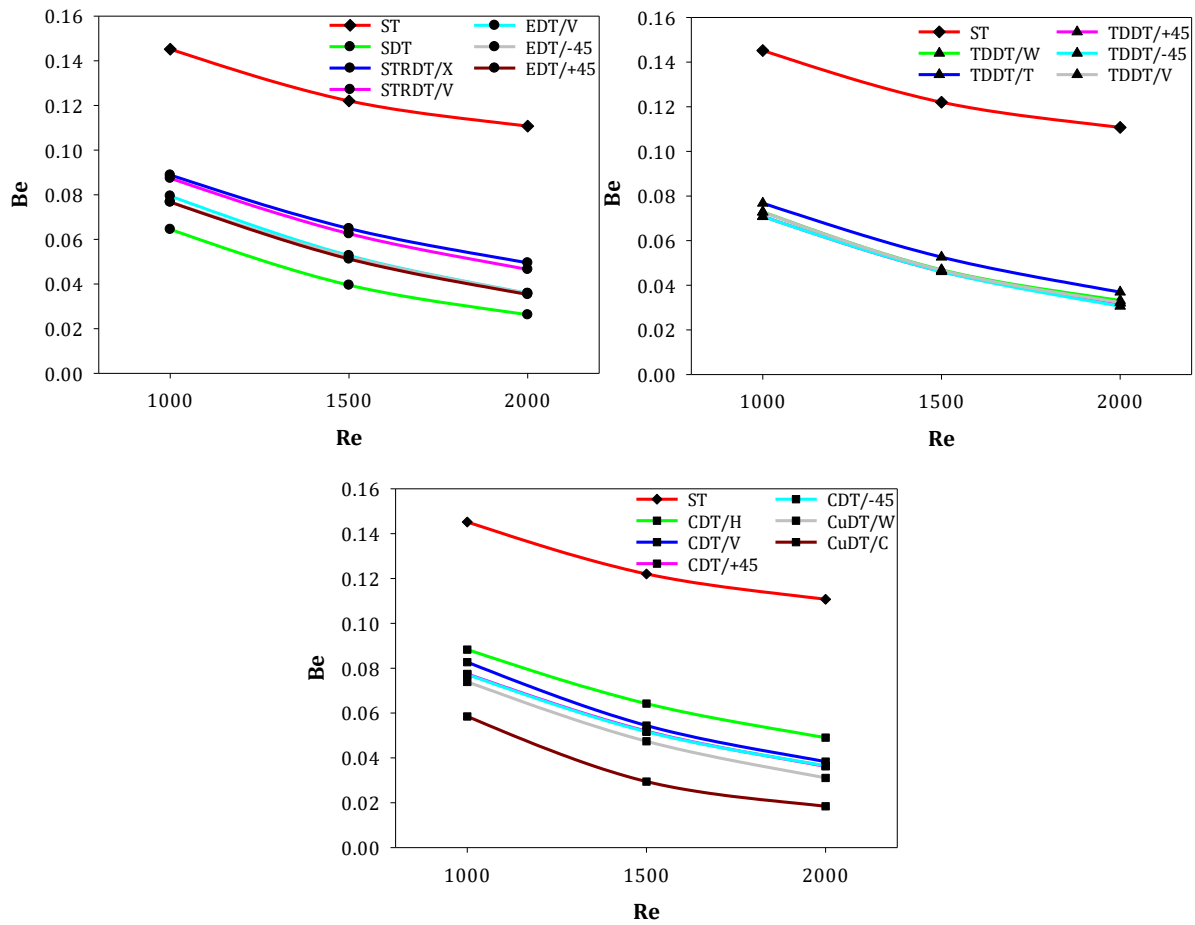 0.16
0.14
0.12
0.10
0.08
0.06
0.04
0.02
0.00
Be
ST
SDT
STRDT/X
STRDT/V
EDT/V
EDT/-45
EDT/+45
1000 1500 2000
Re
0.16
0.14
0.12
0.10
0.08
0.06
0.04
0.02
0.00
Be
ST
TDDT/W
TDDT/T
TDDT/+45
TDDT/-45
TDDT/V
1000 1500 2000
Re
0.16
0.14
0.12
0.10
0.08
0.06
0.04
0.02
0.00
Be
ST
CDT/H
CDT/V
CDT/+45
CDT/-45
CuDT/W
CuDT/C
1000 1500 2000
Re